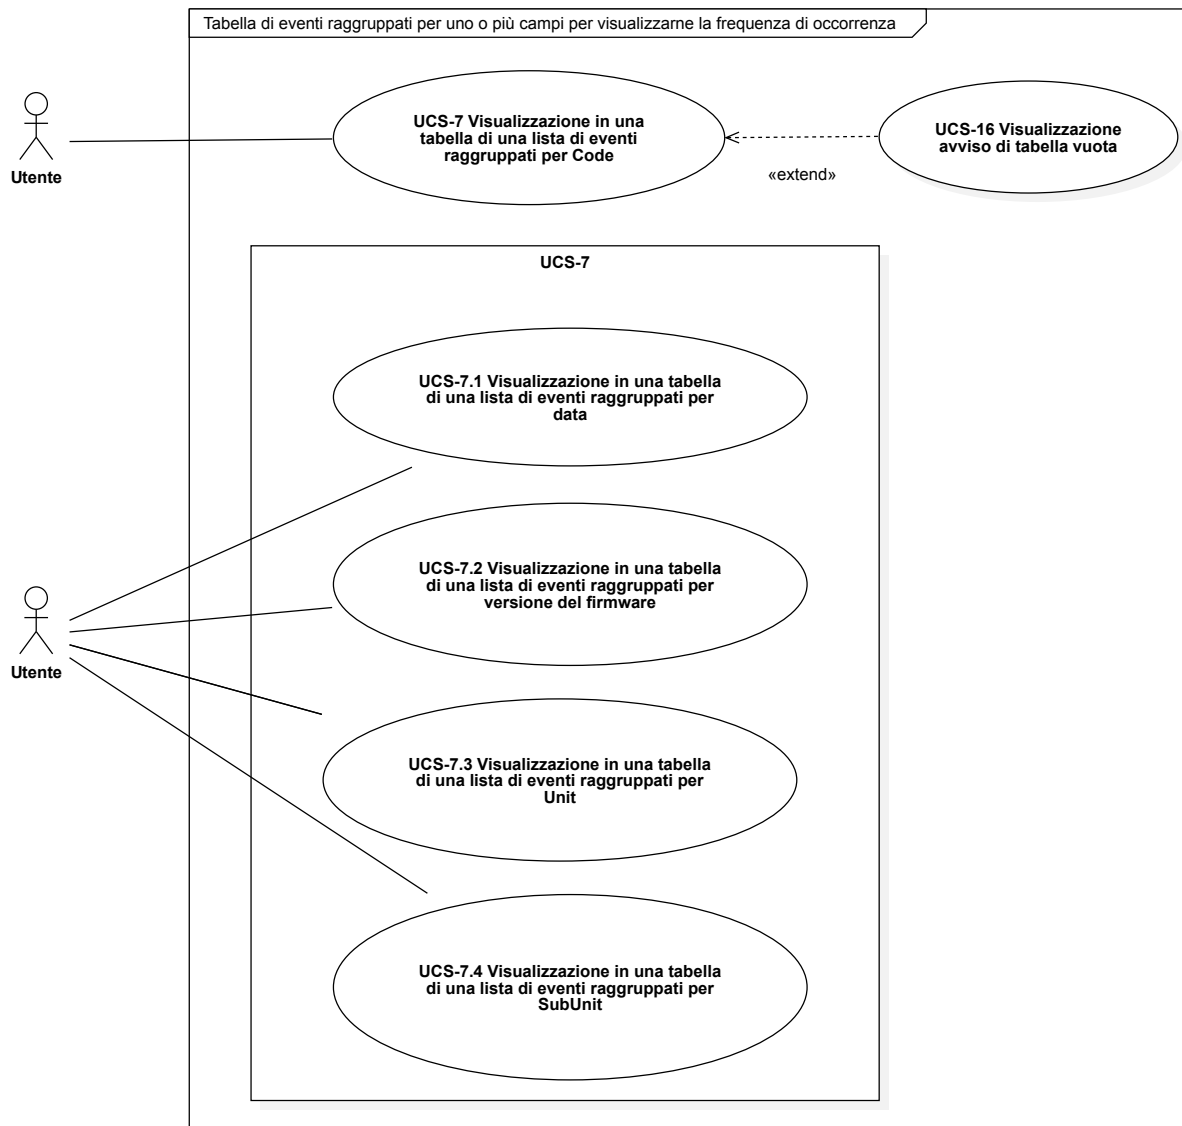 Tabella di eventi raggruppati per uno o più campi per visualizzarne la frequenza di occorrenza
UCS-7 Visualizzazione in una
tabella di una lista di eventi
raggruppati per Code
UCS-16 Visualizzazione
avviso di tabella vuota
«extend»
Utente
UCS-7
UCS-7.1 Visualizzazione in una tabella
di una lista di eventi raggruppati per
data
UCS-7.2 Visualizzazione in una tabella
di una lista di eventi raggruppati per
versione del firmware
Utente
UCS-7.3 Visualizzazione in una tabella
di una lista di eventi raggruppati per
Unit
UCS-7.4 Visualizzazione in una tabella
di una lista di eventi raggruppati per
SubUnit